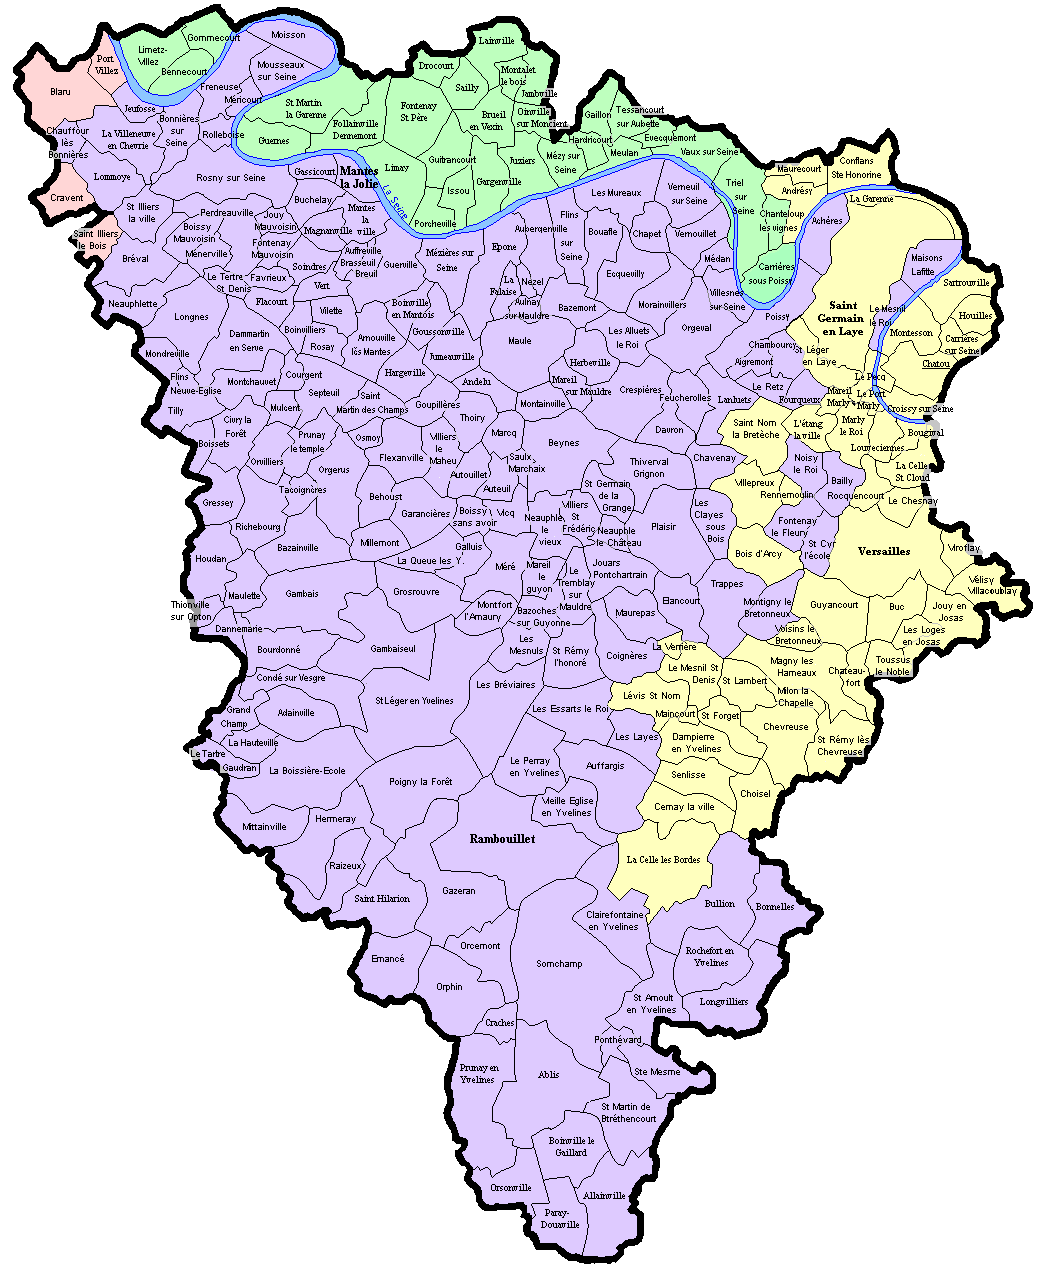 Gommecourt
Limetz-
Villez
Bennecourt
Moisson
Port
Villez
Blaru
Mousseaux
sur Seine
Freneuse
Méricourt
Jeufosse
Bonnières
sur
Seine
Rolleboise
La Villeneuve
en Chevrie
Chauffour
lès
Bonnières
Lommoye
Cravent
Rosny sur Seine
St Illiers
la ville
Saint Illiers
le Bois
Bréval
Neauphlette
Lainville
Drocourt
Sailly
Montalet
le bois
Jambville
St Martin
la Garenne
Guernes
Follainville
Dennemont
Fontenay
St Père
Brueil
en Vexin
Oinville
sur Moncient
Gaillon
Tessancourt
sur Aubette
Evecquémont
Hardricourt
Meulan
Vaux sur Seine
Mézy sur
Seine
Juziers
Guitrancourt
Limay
Issou
Gargenville
Porcheville
La Seine
Mantes
la Jolie
Gassicourt
Buchelay
Mantes
la
ville
Magnanville
Perdreauville
Jouy
Mauvoisin
Boissy
Mauvoisin
Fontenay
Mauvoisin
Ménerville
Soindres
Auffreville
Brasseuil
Breuil
Guerville
Mézières sur
Seine
Epone
Auberqenville
Flins
sur
Seine
Les Mureaux
Bouafle
Chapet
Verneuil
sur Seine
Vernouillet
Triel
sur
Seine
Chanteloup
les vignes
Carrières
sous Poissy
Médan
Villesnes
sur Seine
Maurecourt
Andrésy
Conflans
Ste Honorine
La Garenne
Achères
Maisons
Lafitte
Sartrouville
Houilles
Carrières
sur Seine
Montesson
Chatou
Le Mesnil
le Roi
Saint
Germain
en Laye
Poissy
Chambourcy
St Léger
en Laye
Aigremont
Le Retz
Fourqueux
Lanluets
Le Pecq
Le Port
Mareil
Marly
Marly
Croissy sur Seine
Marly
le Roi
Bougival
Louveciennes
La Celle
St Cloud
Le Chesnay
L'étang
la ville
Saint Nom
la Bretèche
Noisy
le Roi
Bailly
Rocquencourt
Villepreux
Rennemoulin
Fontenay
le Fleury
St Cyr
l'école
Bois d'Arcy
Versailles
Viroflay
Vélisy
Villacoublay
Jouy en
Josas
Buc
Les Loges
en Josas
Toussus
le Noble
Guyancourt
Chateau-
fort
Montigny le
Bretonneux
Voisins le
Bretonneux
Magny les
Hameaux
Milon la
Chapelle
Chevreuse
St Rémy lès
Chevreuse
St Lambert
St Forget
Le Mesnil St
Denis
La Verrière
Lévis St Nom
Maincourt
Dampierre
en Yvelines
Senlisse
Choisel
Cernay la ville
La Celle les Bordes
Longnes
Le Tertre
St Denis
Favrieux
Flacourt
Vert
Vilette
Boinvilliers
Rosay
Dammartin
en Serve
Mondreville
Flins
Neuve-Eglise
Tilly
Montchauvet
Courgent
Septeuil
Mulcent
Civry la
Forêt
Boissets
Orvilliers
Prunay
le temple
Orgerus
Tacoignères
Gressey
Richebourg
Bazainville
Houdan
Maulette
Thionville
sur Opton
Dannemarie
Boinville
en Mantois
Arnouville
lès Mantes
Goussonville
Jumeauville
Hargeville
Saint
Martin des Champs
Goupillères
Osmoy
Flexanville
Behoust
Millemont
Garancières
La Queue les Y.
Villiers
le
Maheu
Thoiry
Andelu
Montainville
Marcq
Saulx
Marchaix
Autouillet
Auteuil
Boissy
sans avoir
Vicq
Galluis
Méré
La
Falaise
Nezel
Aulnay
sur Mauldre
Maule
Bazemont
Ecquevilly
Morainvillers
Orgeval
Les Alluets
le Roi
Herbeville
Mareil
sur Mauldre
Crespières
Feucherolles
Davron
Chavenay
Beynes
Thiverval
Grignon
St Germain
de la
Grange
Villiers
St
Frédéric
Neauphle
le
vieux
Neauphle
le Château
Plaisir
Les
Clayes
sous
Bois
Trappes
Elancourt
Jouars
Pontchartrain
Maurepas
Coignères
Le
Tremblay
sur
Mauldre
Mareil
le
guyon
Bazoches
sur Guyonne
Montfort
l'Amaury
Les
Mesnuls
St Rémy
l'honoré
Grosrouvre
Gambais
Gambaiseul
Bourdonné
Condé sur Vesgre
Grand
Champ
Adainville
La Hauteville
Le Tartre
Gaudran
La Boissière-Ecole
St Léger en Yvelines
Les Bréviaires
Les Essarts le Roi
Les Layes
Auffargis
Le Perray
en Yvelines
Vieille Eglise
en Yvelines
Poigny la Forêt
Rambouillet
Mittainville
Hermeray
Raizeux
Saint Hilarion
Gazeran
Emancé
Orcemont
Orphin
Craches
Prunay en
Yvelines
Sonchamp
Clairefontaine
en Yvelines
Bullion
Bonnelles
Rochefort en
Yvelines
Longvilliers
St Arnoult
en Yvelines
Ponthévard
Ste Mesme
Ablis
St Martin de
Btréthencourt
Boinville le
Gaillard
Orsonville
Allainville
Paray-
Douaville